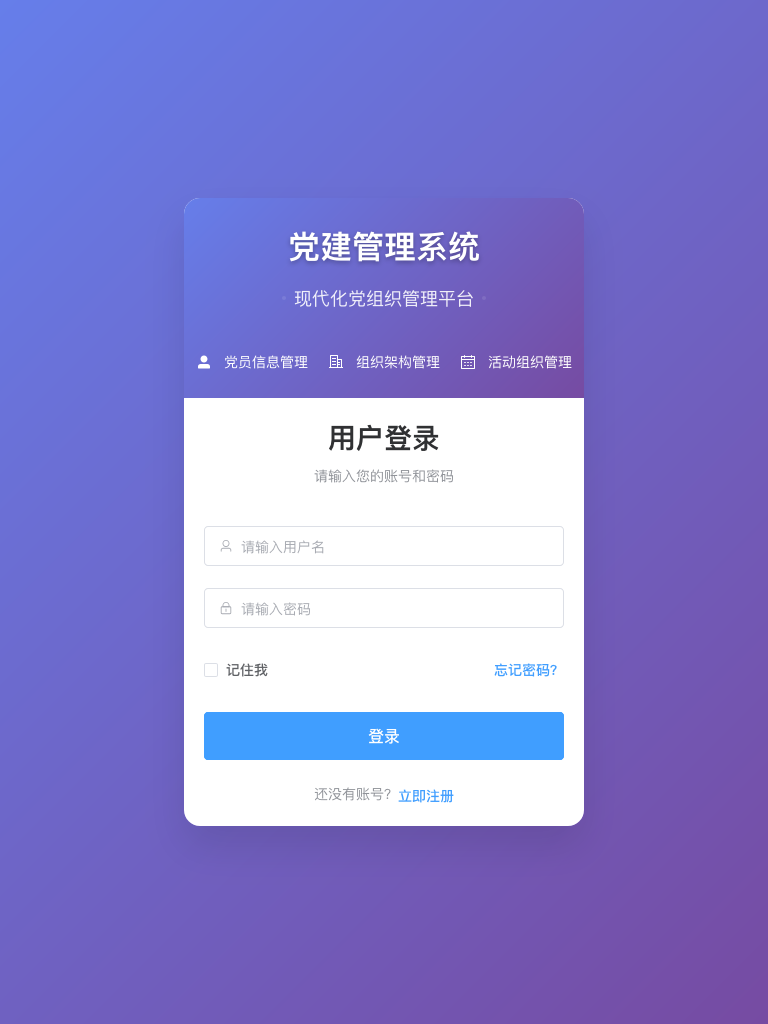 党建管理系统
现代化党组织管理平台
党员信息管理 组织架构管理 活动组织管理
用户登录
请输入您的账号和密码
请输入用户名
请输入密码
记住我 忘记密码?
登录
还没有账号? 立即注册